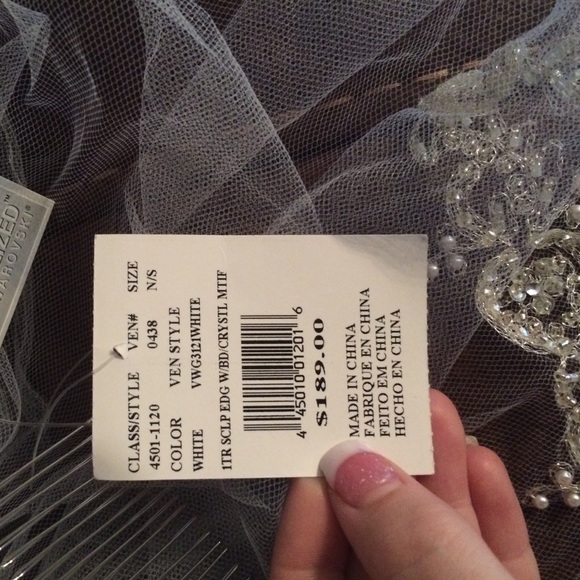 CLASS/STYLE VEN# SIZE
4501-1120 0438 N/S
COLOR VEN STYLE
WHITE VWG3121WHITE
1TR SCLP EDG W/BD/CRYSTL MTIF
4 45010 01201 6
$189.00
MADE IN CHINA
FABRIQUE EN CHINA
FEITO EM CHINA
HECHO EN CHINA